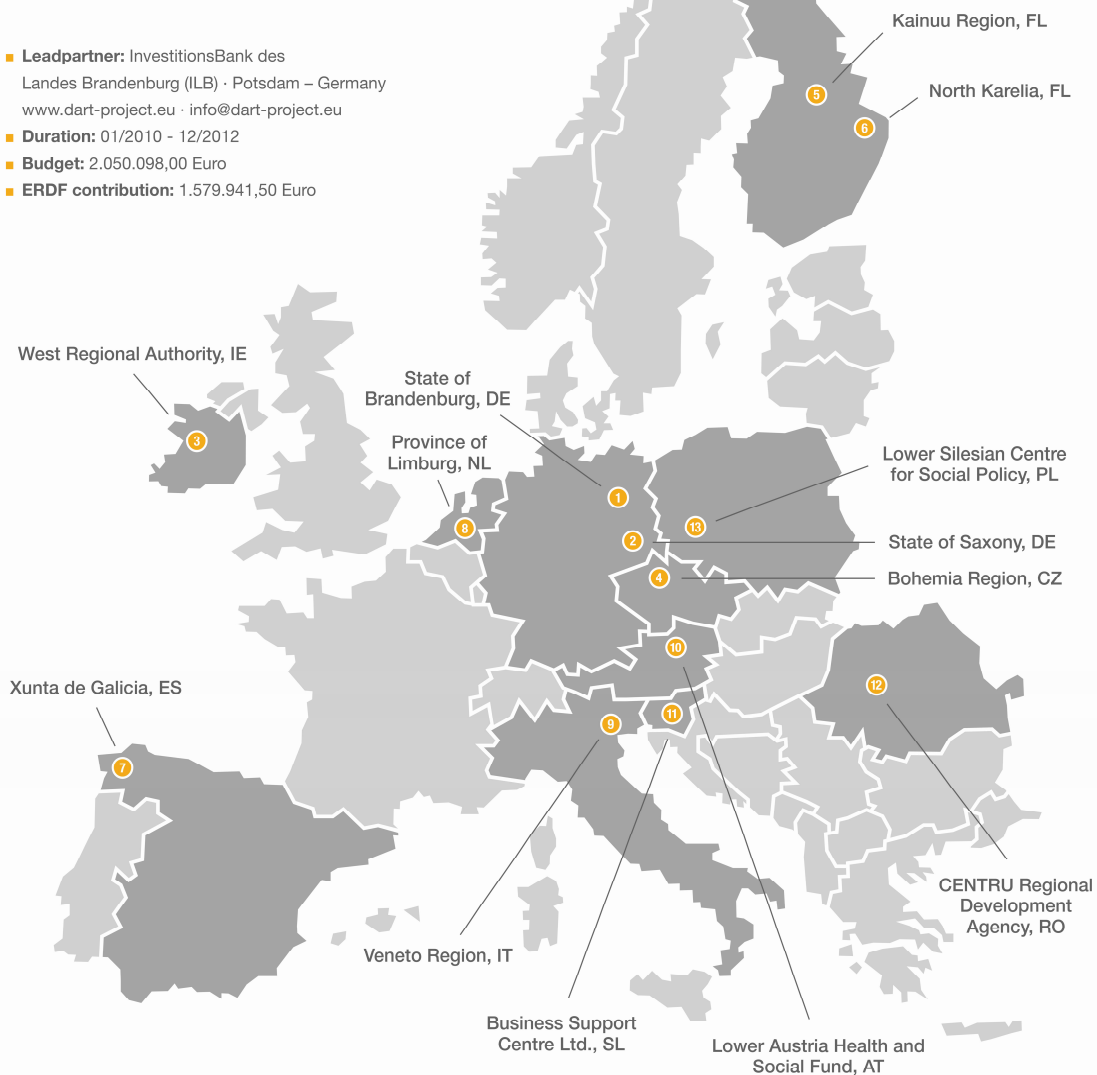 Leadpartner: InvestitionsBank des
Landes Brandenburg (ILB) · Potsdam – Germany
www.dart-project.eu · info@dart-project.eu
Duration: 01/2010 - 12/2012
Budget: 2.050.098,00 Euro
ERDF contribution: 1.579.941,50 Euro
Kainuu Region, FL
5
North Karelia, FL
6
West Regional Authority, IE
3
State of
Brandenburg, DE
1
Province of
Limburg, NL
8
Lower Silesian Centre
for Social Policy, PL
13
2
State of Saxony, DE
4
Bohemia Region, CZ
10
Xunta de Galicia, ES
7
12
11
9
CENTRU Regional
Development
Agency, RO
Veneto Region, IT
Business Support
Centre Ltd., SL
Lower Austria Health and
Social Fund, AT